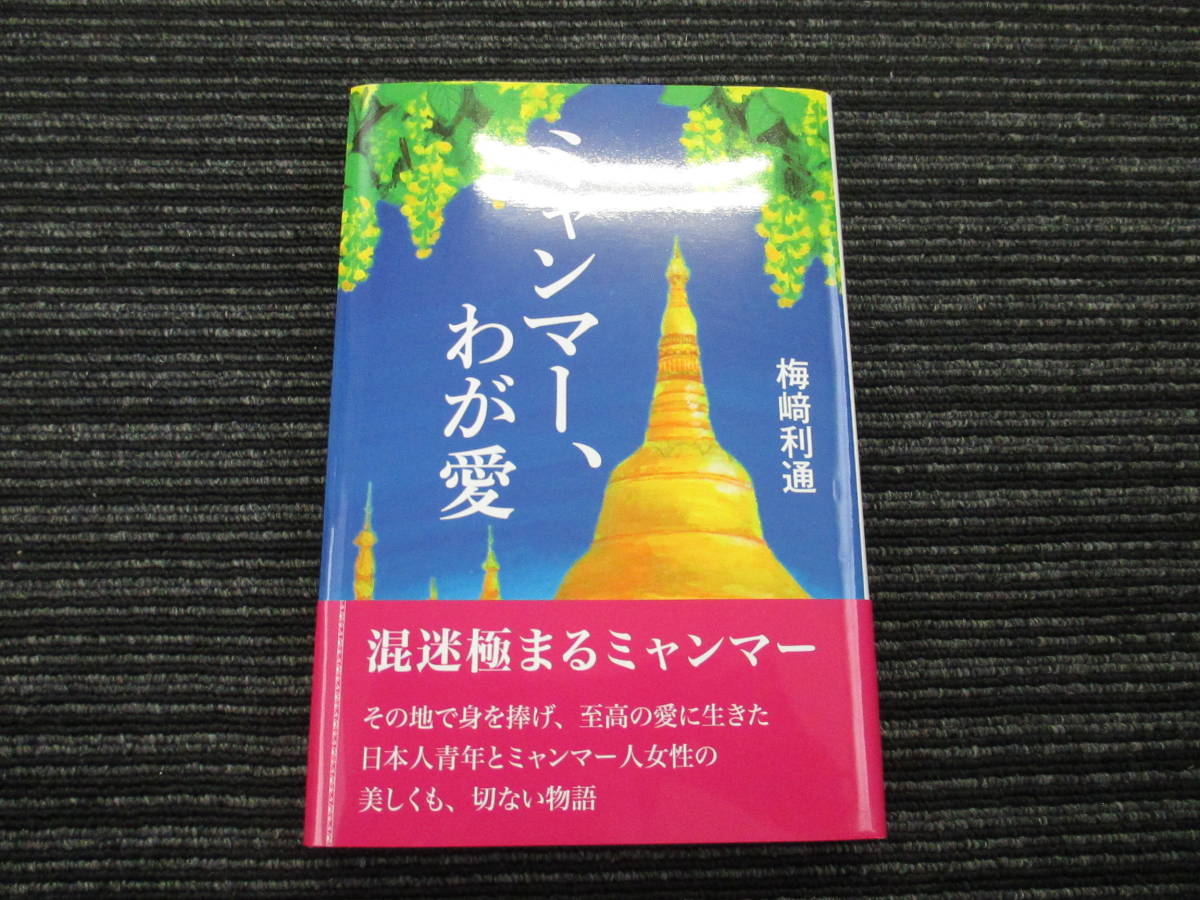 ミャンマー、
わが愛
梅﨑利通
混迷極まるミャンマー
その地で身を捧げ、至高の愛に生きた
日本人青年とミャンマー人女性の
美しくも、切ない物語